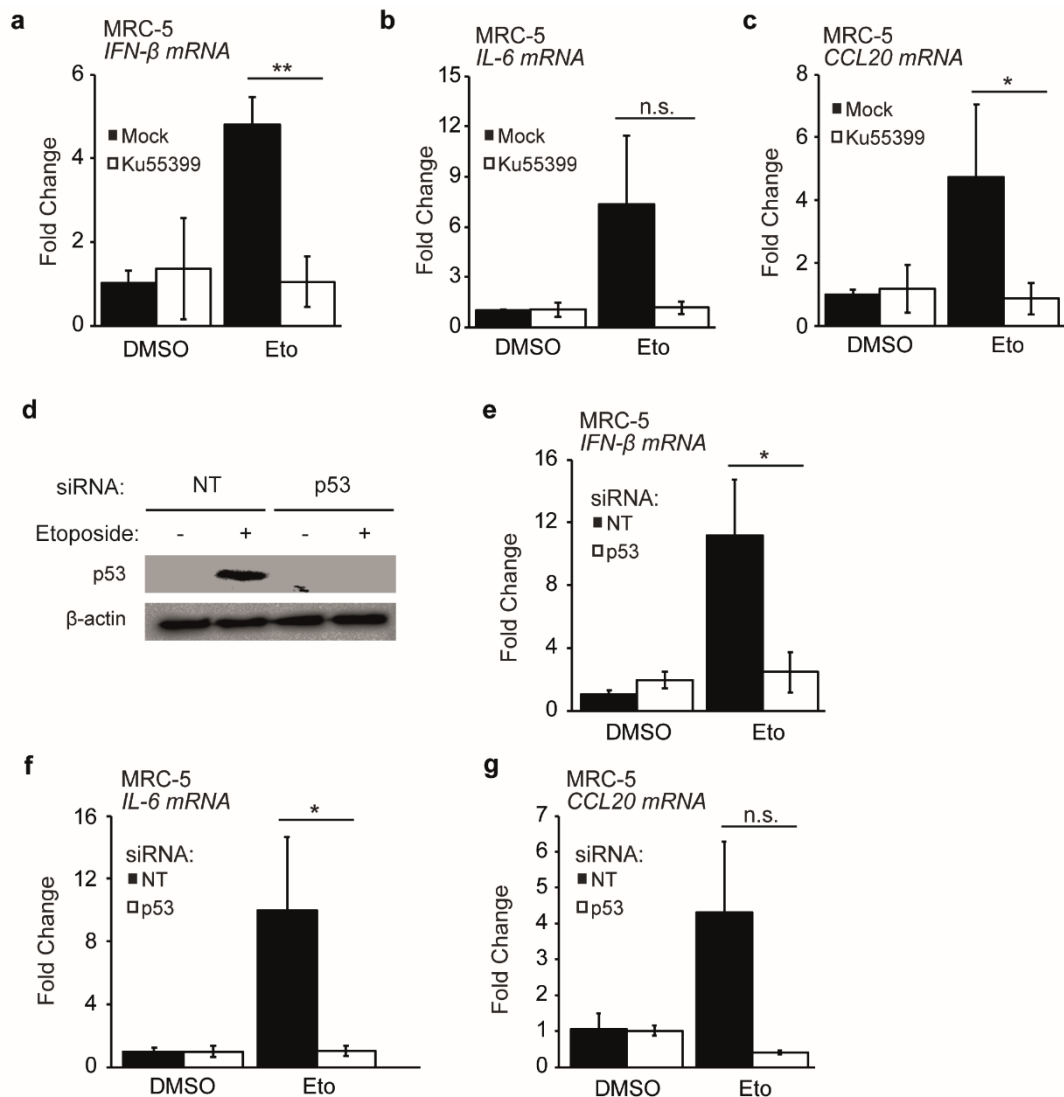 a
MRC-5
IFN-β mRNA
Fold Change
6
4
2
0
**
Mock
Ku55399
DMSO
Eto
b
MRC-5
IL-6 mRNA
Fold Change
15
12
9
6
3
0
n.s.
Mock
Ku55399
DMSO
Eto
c
MRC-5
CCL20 mRNA
Fold Change
8
6
4
2
0
*
Mock
Ku55399
DMSO
Eto
d
siRNA: NT p53
Etoposide: - + - +
p53
β-actin
e
MRC-5
IFN-β mRNA
Fold Change
16
12
8
4
0
*
siRNA:
NT
p53
DMSO
Eto
f
MRC-5
IL-6 mRNA
Fold Change
16
12
8
4
0
*
siRNA:
NT
p53
DMSO
Eto
g
MRC-5
CCL20 mRNA
Fold Change
7
6
5
4
3
2
1
0
n.s.
siRNA:
NT
p53
DMSO
Eto